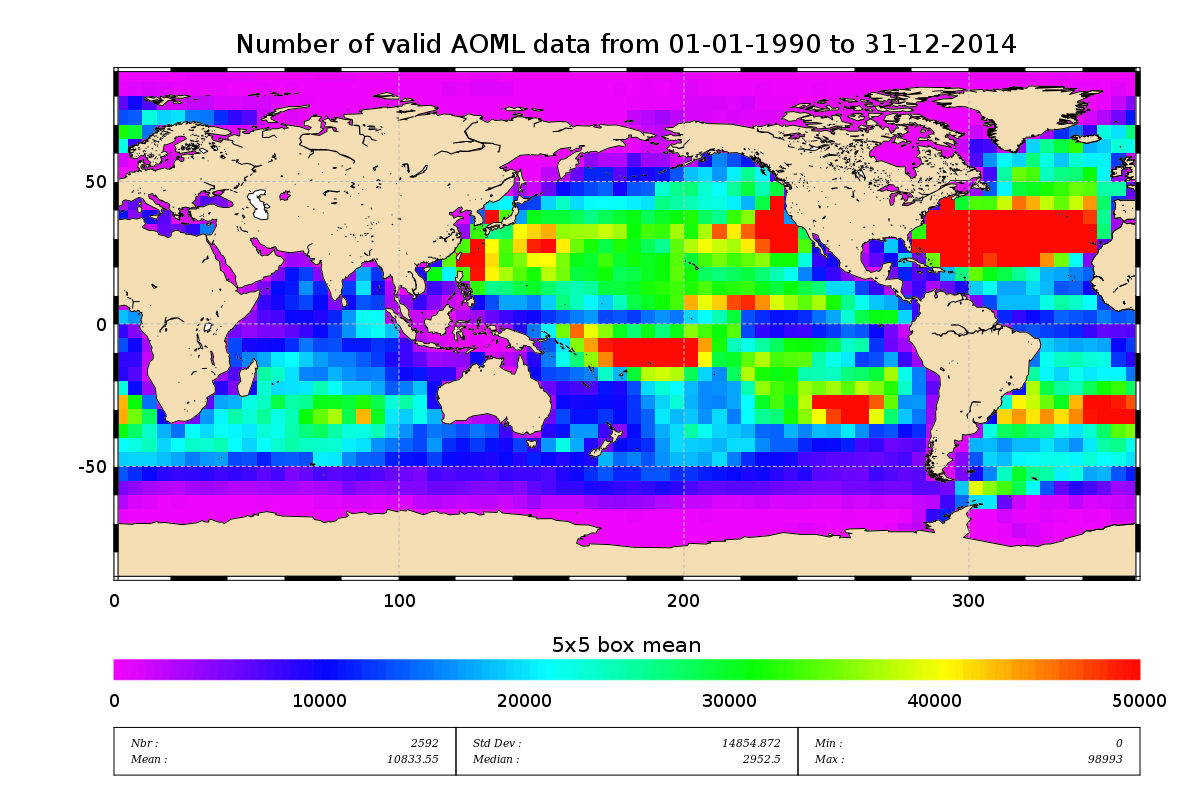 Number of valid AOML data from 01-01-1990 to 31-12-2014
50
0
-50
0 100 200 300
5x5 box mean
0 10000 20000 30000 40000 50000
Nbr : 2592 Std Dev : 14854.872 Min : 0
Mean : 10833.55 Median : 2952.5 Max : 98993